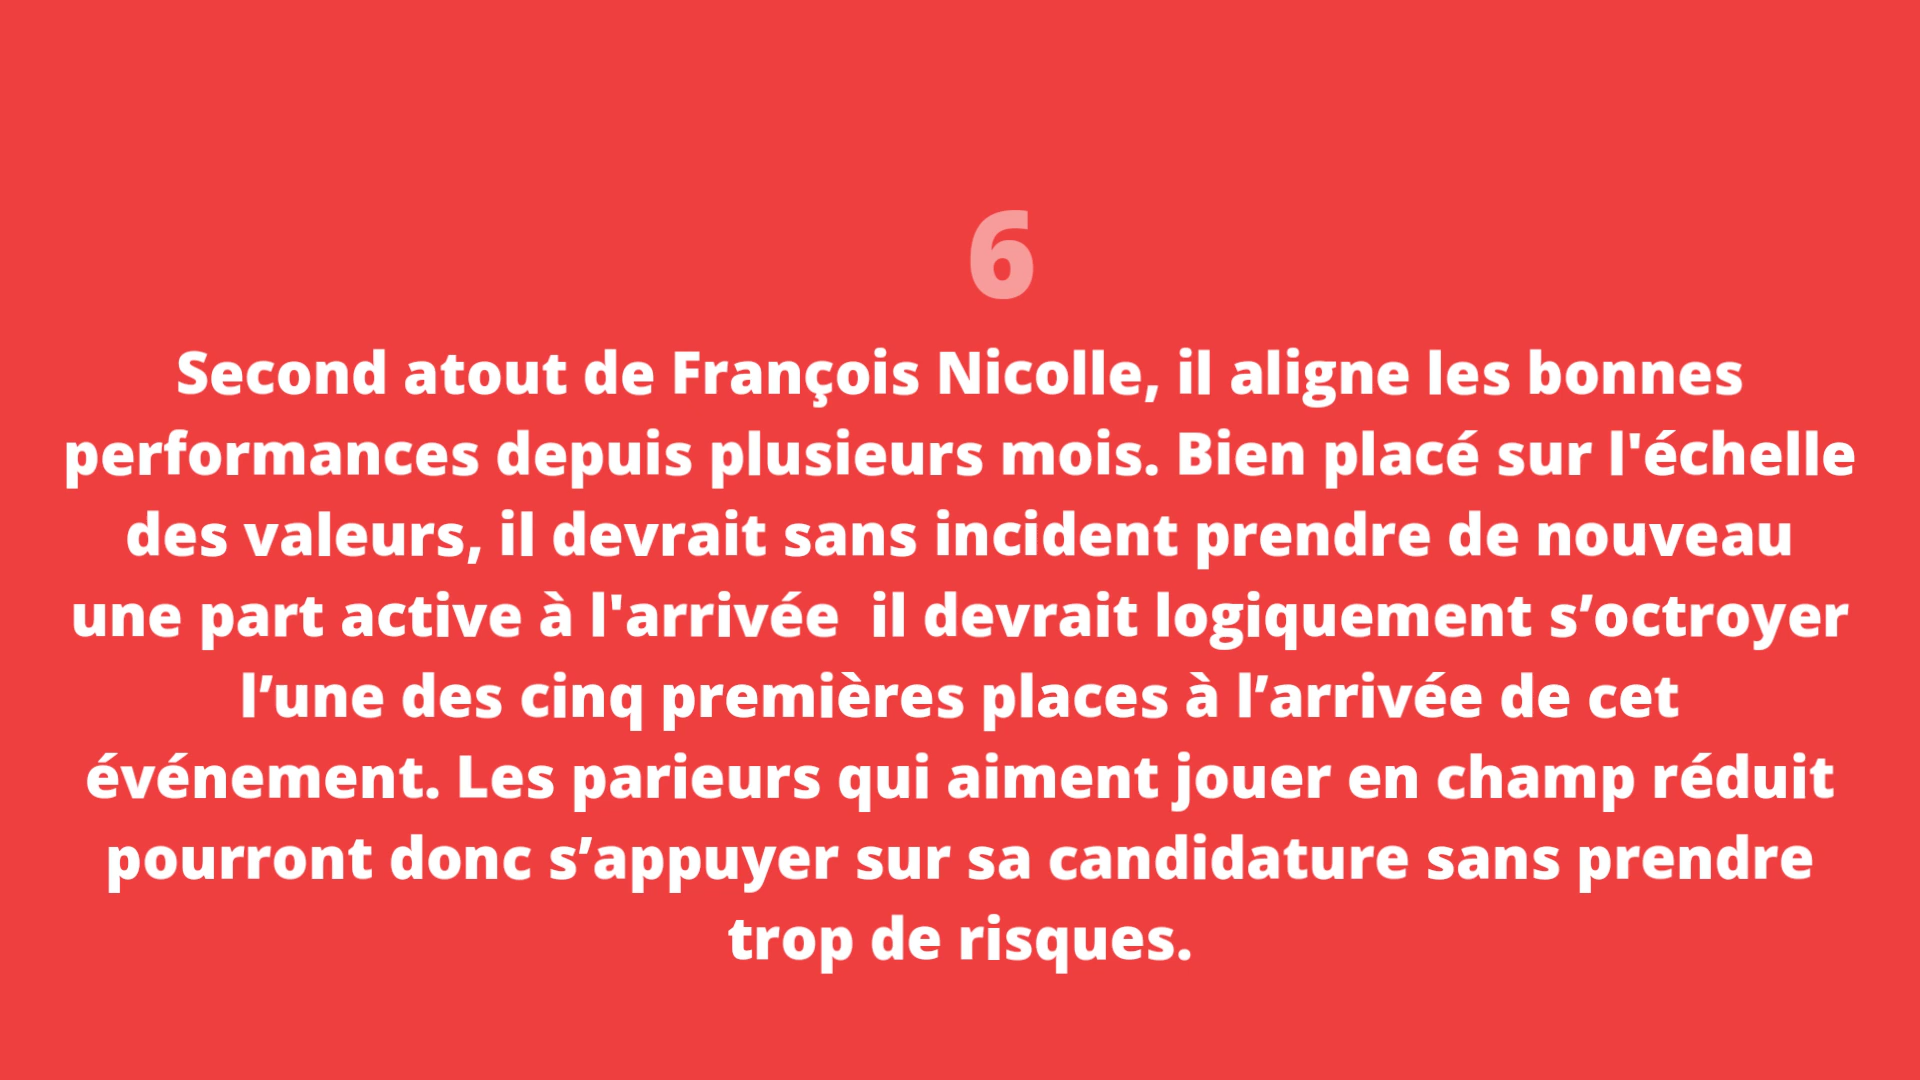 6
Second atout de François Nicolle, il aligne les bonnes
performances depuis plusieurs mois. Bien placé sur l'échelle
des valeurs, il devrait sans incident prendre de nouveau
une part active à l'arrivée  il devrait logiquement s’octroyer
l’une des cinq premières places à l’arrivée de cet
événement. Les parieurs qui aiment jouer en champ réduit
pourront donc s’appuyer sur sa candidature sans prendre
trop de risques.